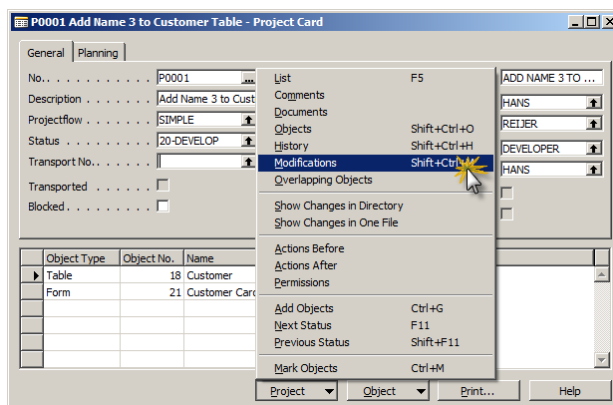 P0001 Add Name 3 to Customer Table - Project Card
General Planning
No. . . . . . . . . . . . P0001 ... ADD NAME 3 TO ...
Description . . . . . . . Add Name 3 to Cust HANS
Projectflow . . . . . . . SIMPLE REIJER
Status . . . . . . . . . 20-DEVELOP DEVELOPER
Transport No. . . . . . . HANS
Transported . . . . . . .
Blocked . . . . . . . . .
List F5
Comments
Documents
Objects Shift+Ctrl+O
History Shift+Ctrl+H
Modifications
Overlapping Objects
Show Changes in Directory
Show Changes in One File
Actions Before
Actions After
Permissions
Add Objects Ctrl+G
Next Status F11
Previous Status Shift+F11
Mark Objects Ctrl+M
Object Type Object No. Name
Table 18 Customer
Form 21 Customer Card
Project Object Print... Help